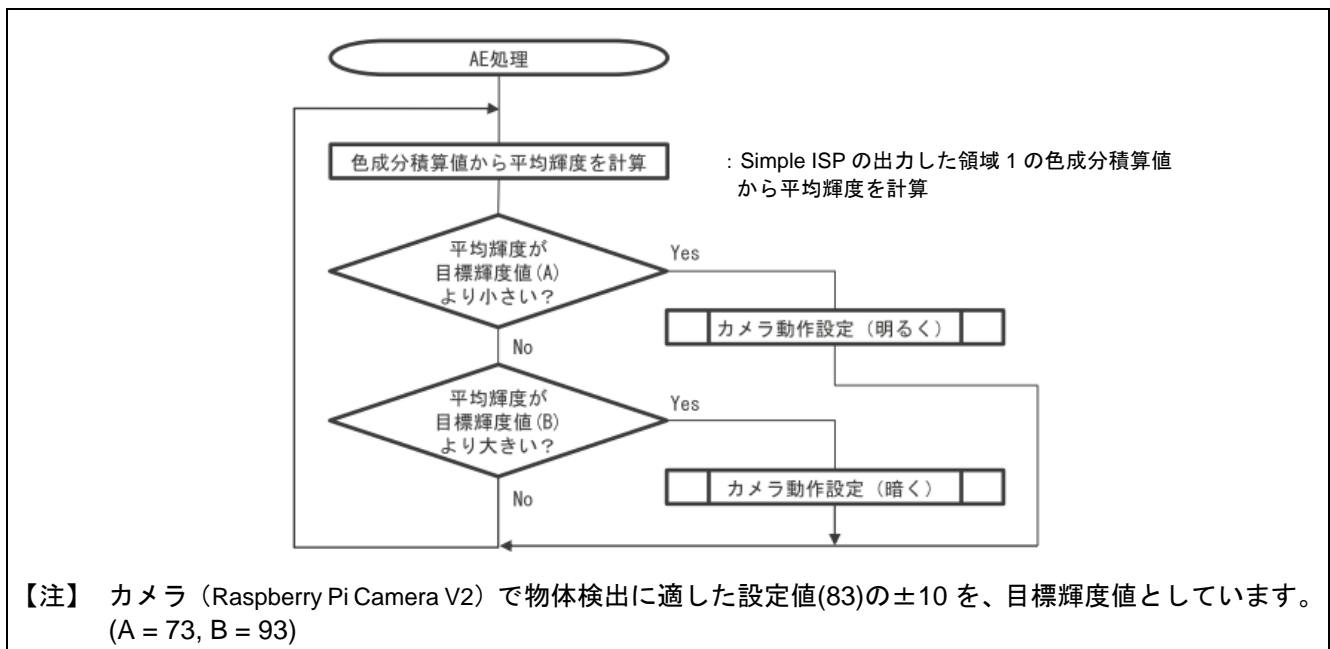 AE処理
色成分積算値から平均輝度を計算
:Simple ISP の出力した領域 1 の色成分積算値
から平均輝度を計算
平均輝度が
目標輝度値(A)
より小さい?
Yes
カメラ動作設定(明るく)
No
平均輝度が
目標輝度値(B)
より大きい?
Yes
カメラ動作設定(暗く)
No
【注】 カメラ(Raspberry Pi Camera V2)で物体検出に適した設定値(83)の±10 を、目標輝度値としています。
(A = 73, B = 93)